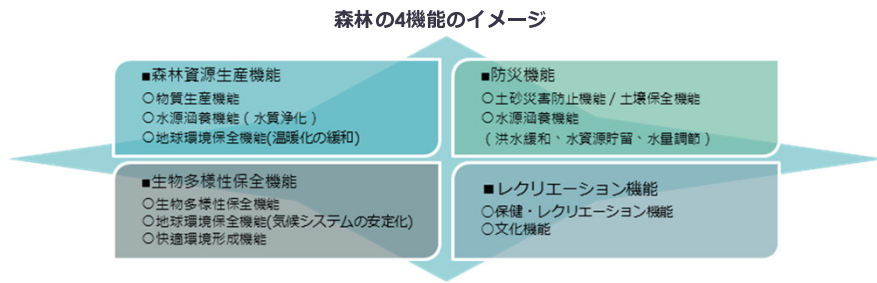 森林の4機能のイメージ
■森林資源生産機能
○物質生産機能
○水源涵養機能(水質浄化)
○地球環境保全機能(温暖化の緩和)
■防災機能
○土砂災害防止機能/土壌保全機能
○水源涵養機能
(洪水緩和、水資源貯留、水量調節)
■生物多様性保全機能
○生物多様性保全機能
○地球環境保全機能(気候システムの安定化)
○快適環境形成機能
■レクリエーション機能
○保健・レクリエーション機能
○文化機能